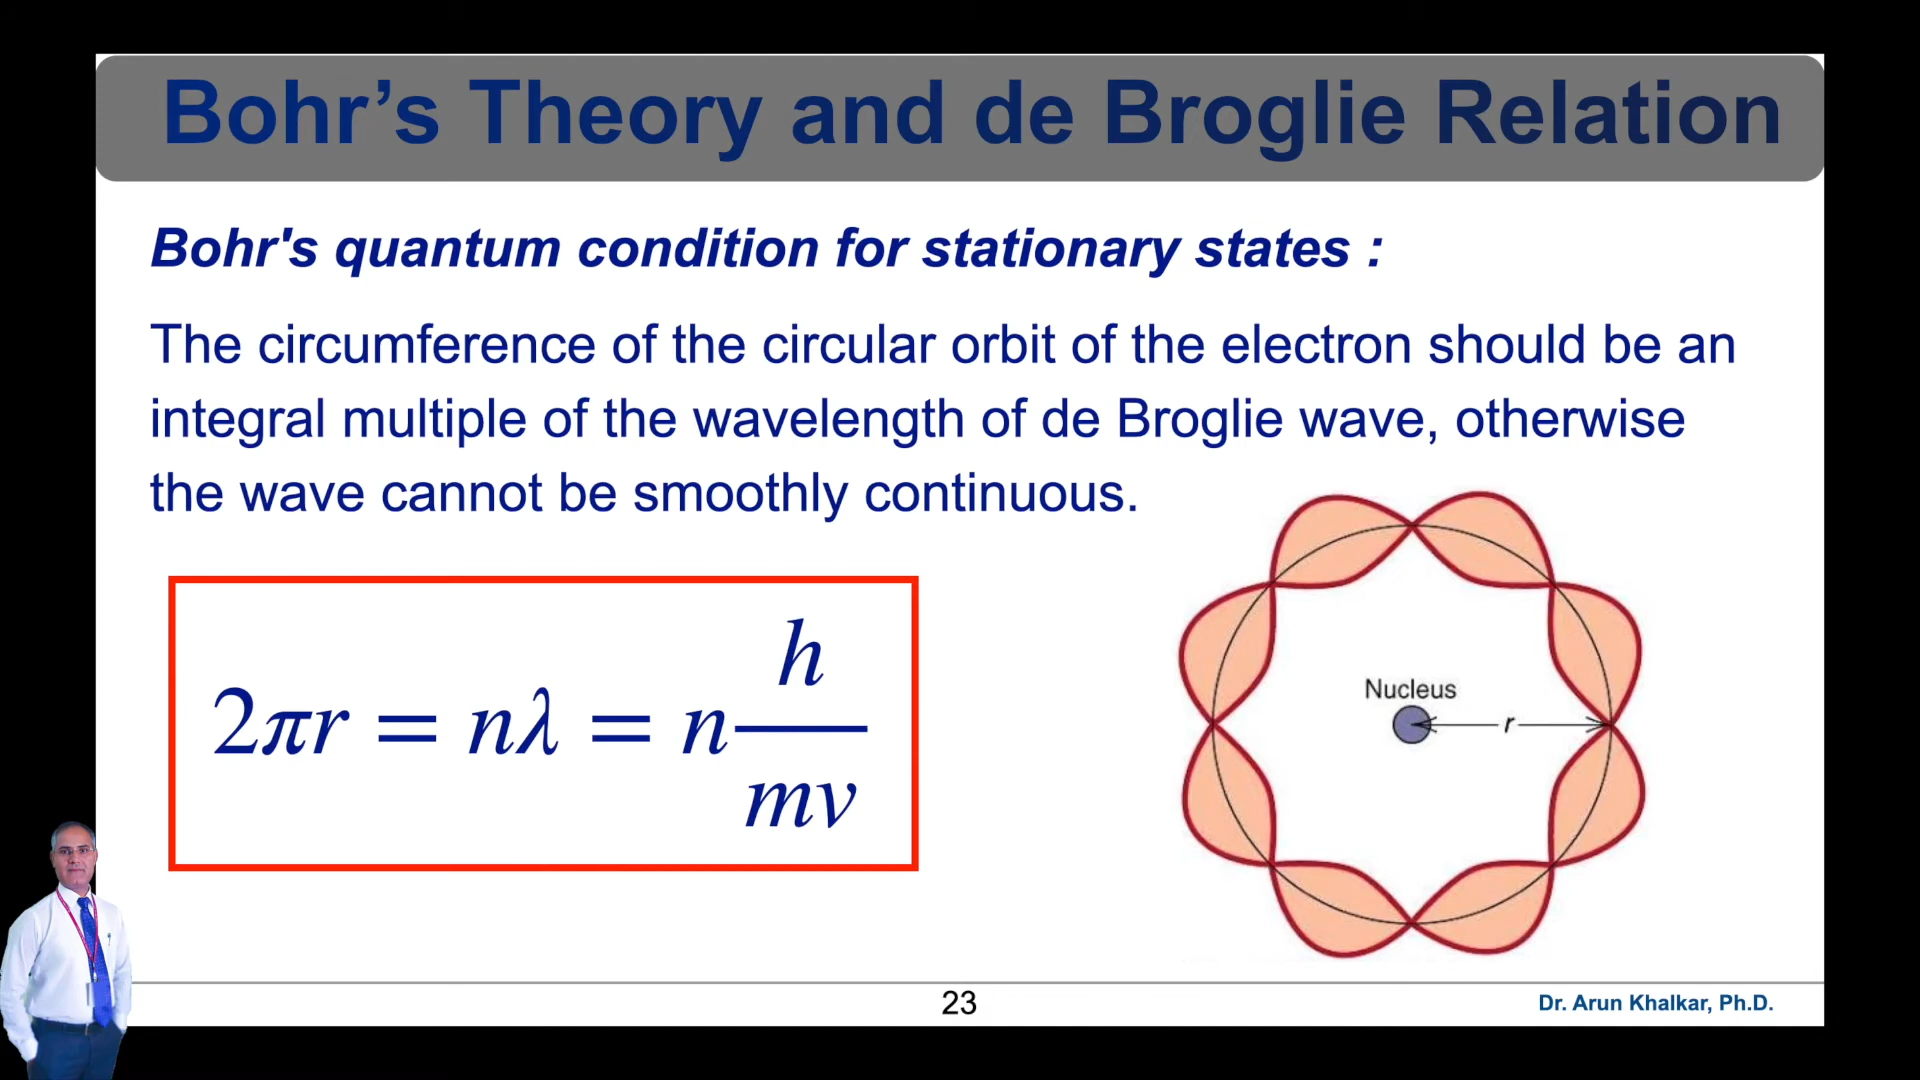 Bohr’s Theory and de Broglie Relation
Bohr's quantum condition for stationary states :
The circumference of the circular orbit of the electron should be an
integral multiple of the wavelength of de Broglie wave, otherwise
the wave cannot be smoothly continuous.
2πr = nλ = n h/mv
Nucleus
r
23
Dr. Arun Khalkar, Ph.D.